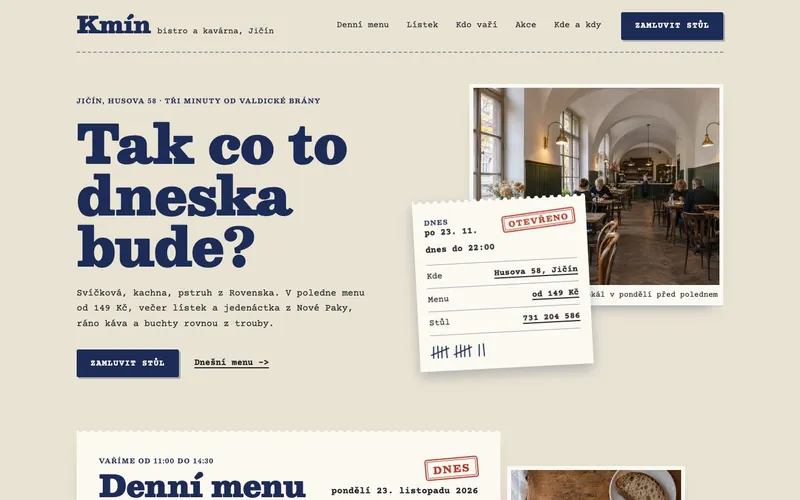 Kmín bistro a kavárna, Jičín
Denní menu Lístek Kdo vaří Akce Kde a kdy ZAMLUVIT STŮL
JIČÍN, HUSOVA 58 · TŘI MINUTY OD VALDICKÉ BRÁNY
Tak co to
dneska
bude?
Svíčková, kachna, pstruh z Rovenska. V poledne menu
od 149 Kč, večer lístek a jedenáctka z Nové Paky,
ráno káva a buchty rovnou z trouby.
ZAMLUVIT STŮL Dnešní menu ->
DNES
po 23. 11.
OTEVŘENO
dnes do 22:00
Kde Husova 58, Jičín
Menu od 149 Kč
Stůl 731 204 586
v pondělí před polednem
VAŘÍME OD 11:00 DO 14:30
Denní menu
DNES
pondělí 23. listopadu 2026